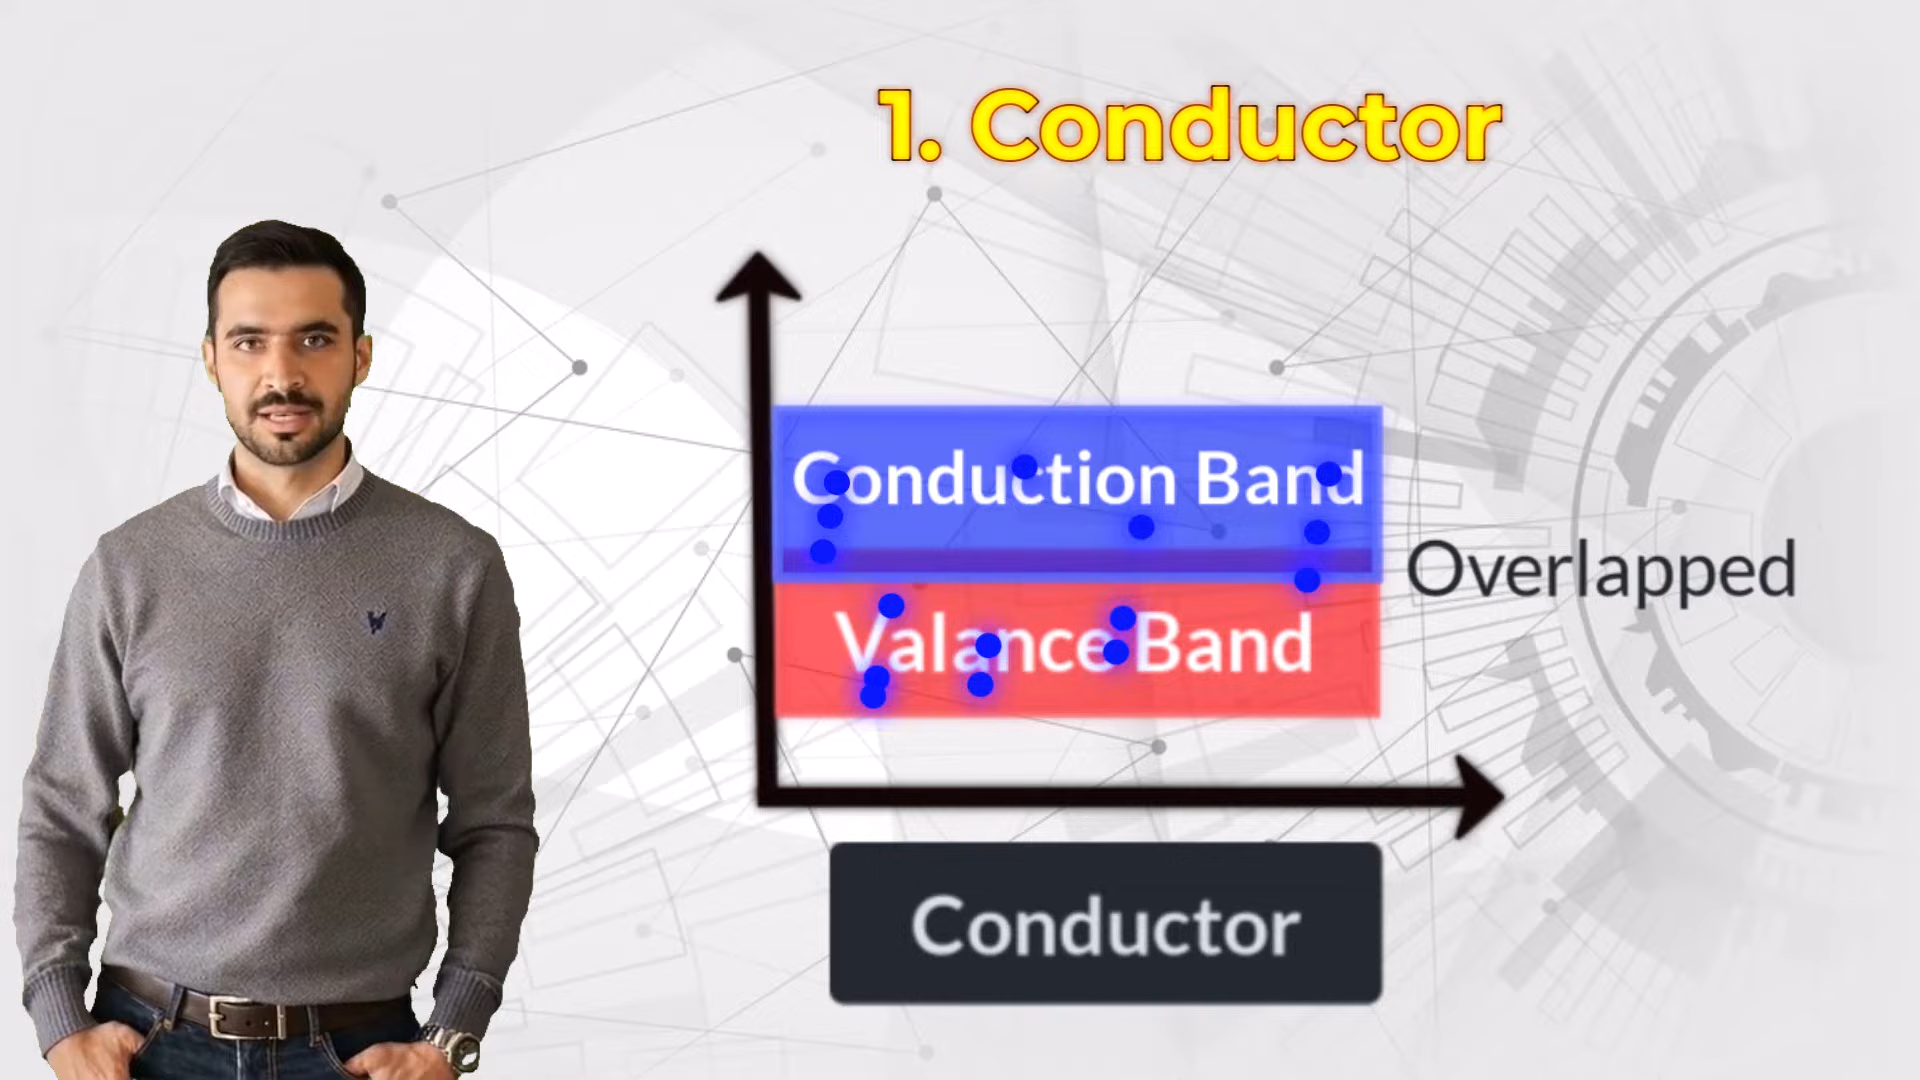 1. Conductor
Conduction Band
Overlapped
Valance Band
Conductor